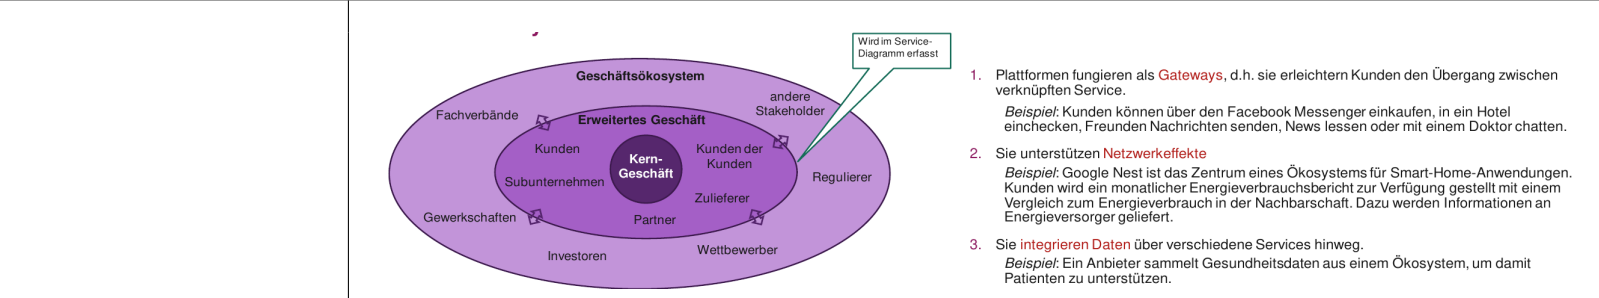 Wird im Service-
Diagramm erfasst
Geschäftsökosystem
andere
Stakeholder
Fachverbände
Erweitertes Geschäft
Kunden
Kunden der
Kunden
Kern-
Geschäft
Subunternehmen
Regulierer
Zulieferer
Gewerkschaften
Partner
Investoren
Wettbewerber
1. Plattformen fungieren als Gateways, d.h. sie erleichtern Kunden den Übergang zwischen
verknüpften Service.
Beispiel: Kunden können über den Facebook Messenger einkaufen, in ein Hotel
einchecken, Freunden Nachrichten senden, News lessen oder mit einem Doktor chatten.
2. Sie unterstützen Netzwerkeffekte
Beispiel: Google Nest ist das Zentrum eines Ökosystems für Smart-Home-Anwendungen.
Kunden wird ein monatlicher Energieverbrauchsbericht zur Verfügung gestellt mit einem
Vergleich zum Energieverbrauch in der Nachbarschaft. Dazu werden Informationen an
Energieversorger geliefert.
3. Sie integrieren Daten über verschiedene Services hinweg.
Beispiel: Ein Anbieter sammelt Gesundheitsdaten aus einem Ökosystem, um damit
Patienten zu unterstützen.